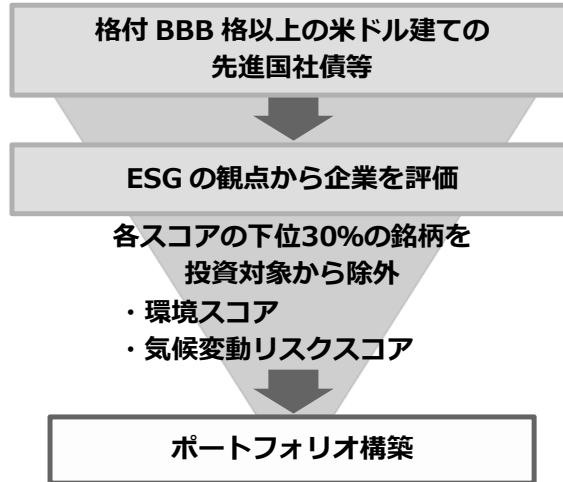 格付 BBB 格以上の米ドル建ての
先進国社債等
ESG の観点から企業を評価
各スコアの下位30%の銘柄を
投資対象から除外
・環境スコア
・気候変動リスクスコア
ポートフォリオ構築